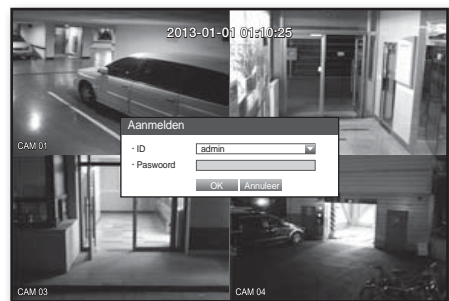 2013-01-01 01:10:25
Aanmelden
CAM 01
· ID admin
· Paswoord
OK Annuleer
CAM 03 CAM 04